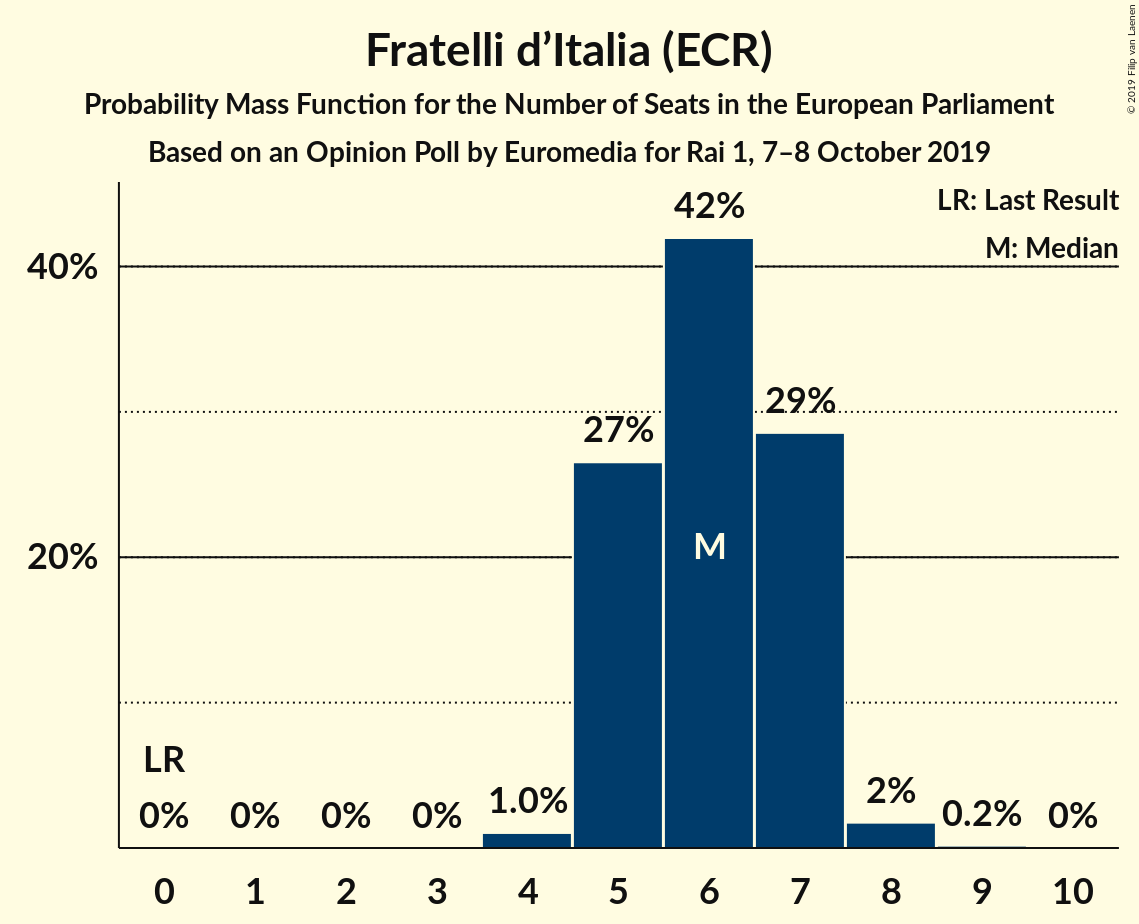 Fratelli d’Italia (ECR)
Probability Mass Function for the Number of Seats in the European Parliament
Based on an Opinion Poll by Euromedia for Rai 1, 7–8 October 2019
© 2019 Filip van Laenen
LR: Last Result
M: Median
42%
40%
29%
27%
M
20%
LR
0% 0% 0% 0% 1.0% 2% 0.2% 0%
0 1 2 3 4 5 6 7 8 9 10